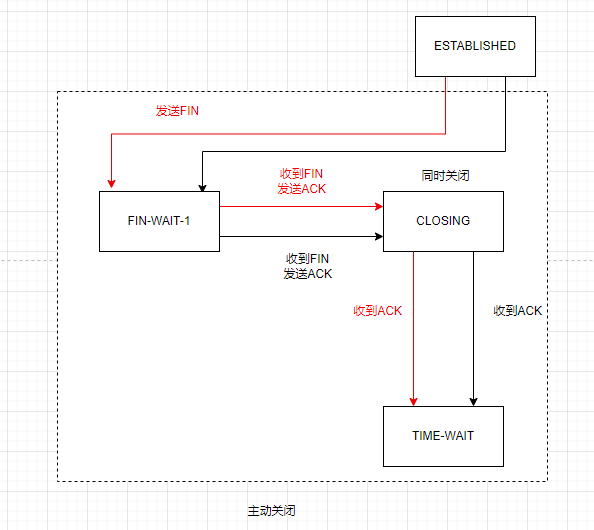 ESTABLISHED
发送FIN
收到FIN
发送ACK
同时关闭
FIN-WAIT-1
CLOSING
收到FIN
发送ACK
收到ACK
收到ACK
TIME-WAIT
主动关闭